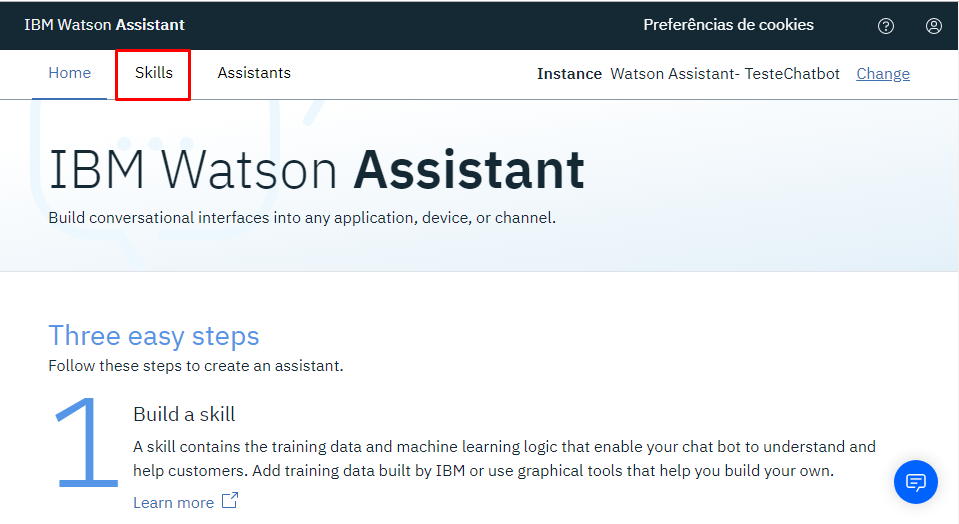 IBM Watson Assistant
Preferências de cookies
Home
Skills
Assistants
Instance Watson Assistant- TesteChatbot Change
IBM Watson Assistant
Build conversational interfaces into any application, device, or channel.
Three easy steps
Follow these steps to create an assistant.
1
Build a skill
A skill contains the training data and machine learning logic that enable your chat bot to understand and
help customers. Add training data built by IBM or use graphical tools that help you build your own.
Learn more